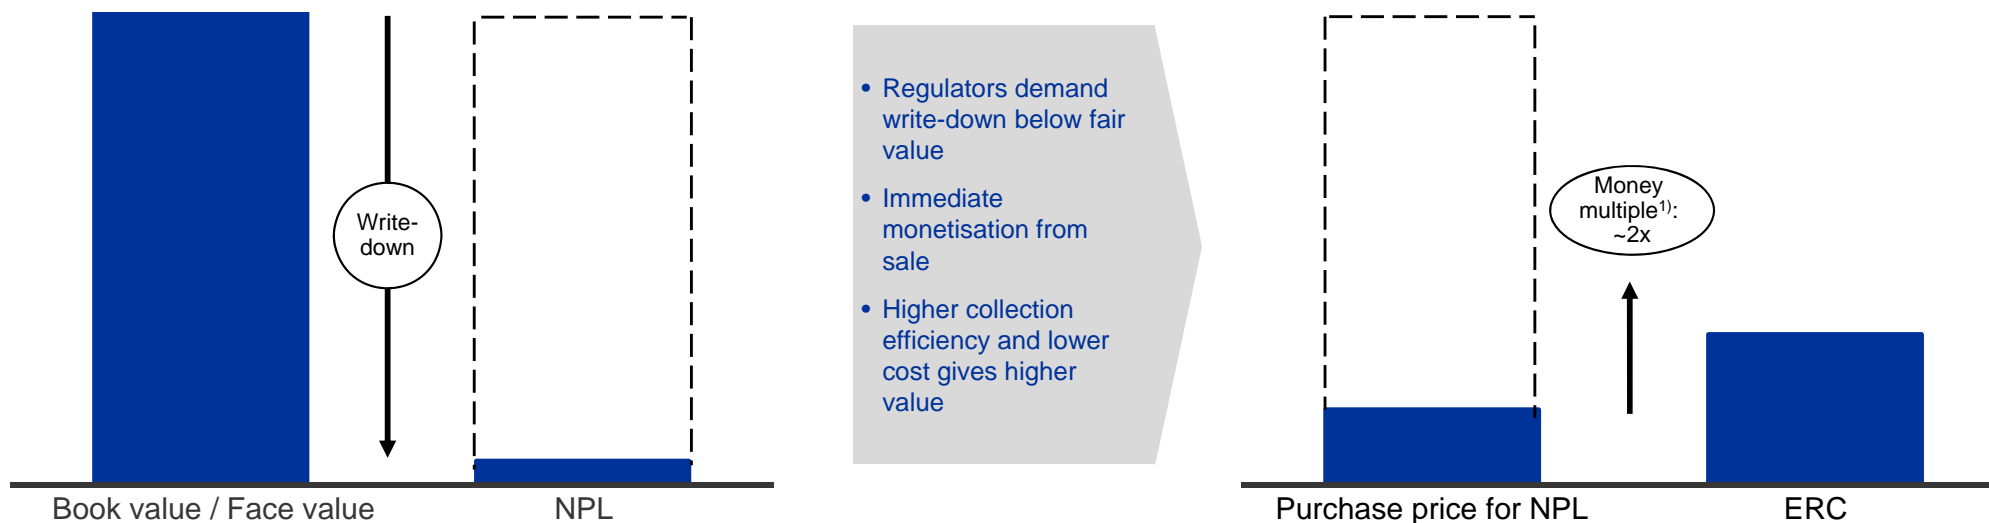 Write-
down
Book value / Face value
NPL
• Regulators demand
write-down below fair
value
• Immediate
monetisation from
sale
• Higher collection
efficiency and lower
cost gives higher
value
Money
multiple1):
~2x
Purchase price for NPL
ERC